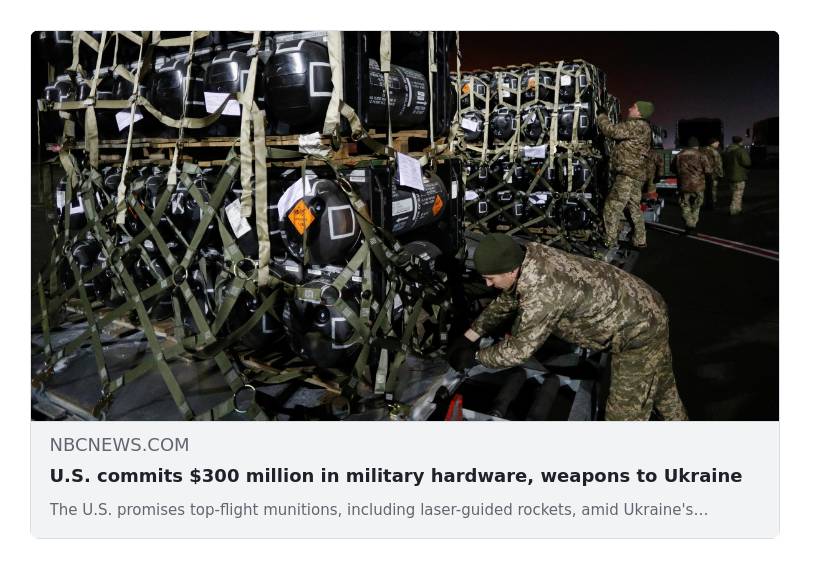 NBCNEWS.COM
U.S. commits $300 million in military hardware, weapons to Ukraine
The U.S. promises top-flight munitions, including laser-guided rockets, amid Ukraine's...